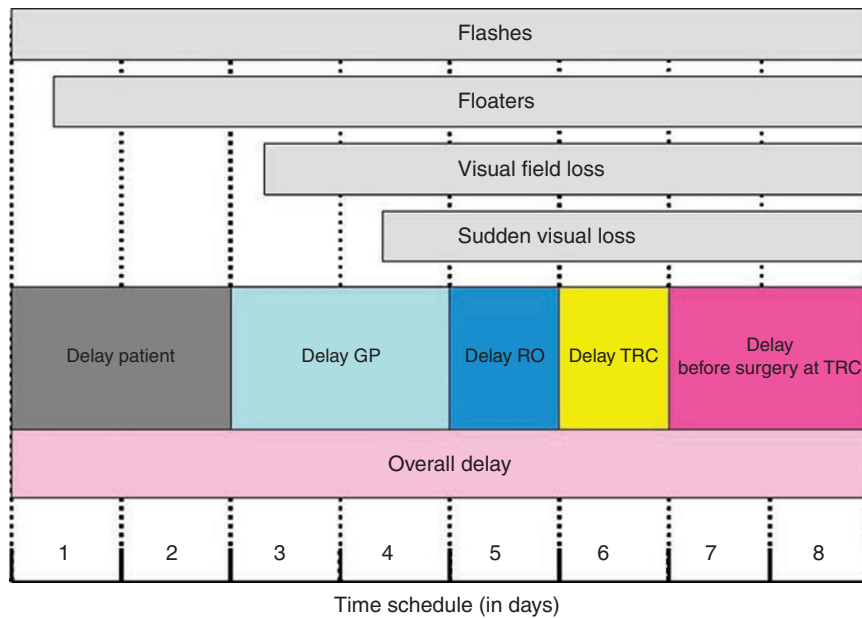 Flashes
Floaters
Visual field loss
Sudden visual loss
Delay patient
Delay GP
Delay RO
Delay TRC
Delay
before surgery at TRC
Overall delay
1 2 3 4 5 6 7 8
Time schedule (in days)